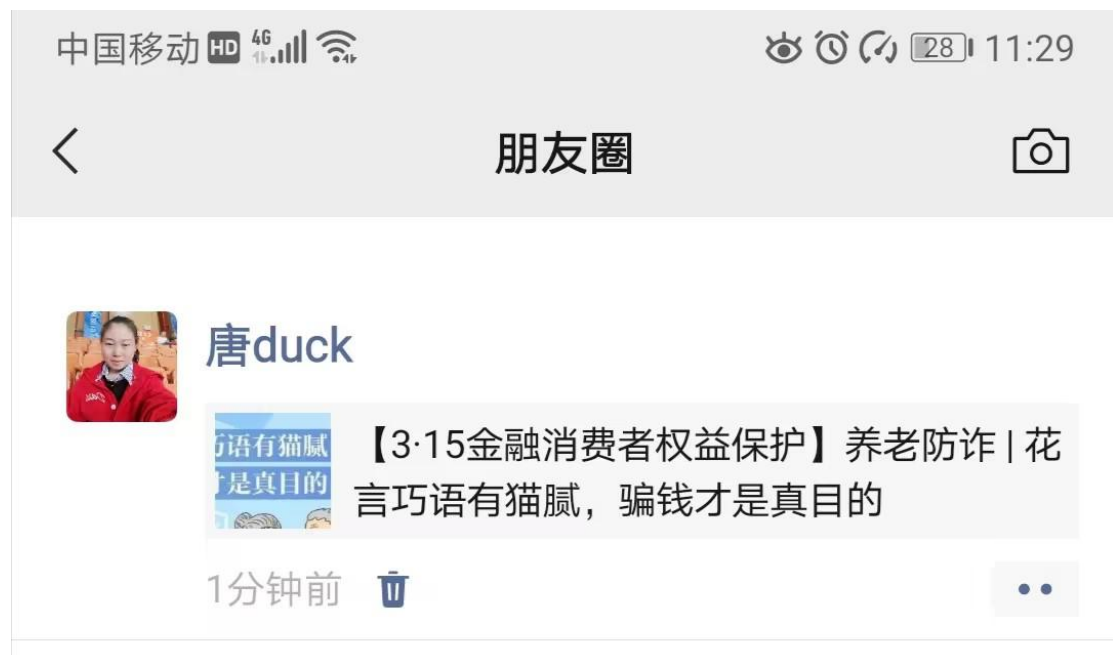 中国移动 HD 4G 28 11:29
朋友圈
唐duck
巧语有猫腻
才是真目的
【3·15金融消费者权益保护】养老防诈 | 花
言巧语有猫腻，骗钱才是真目的
1分钟前